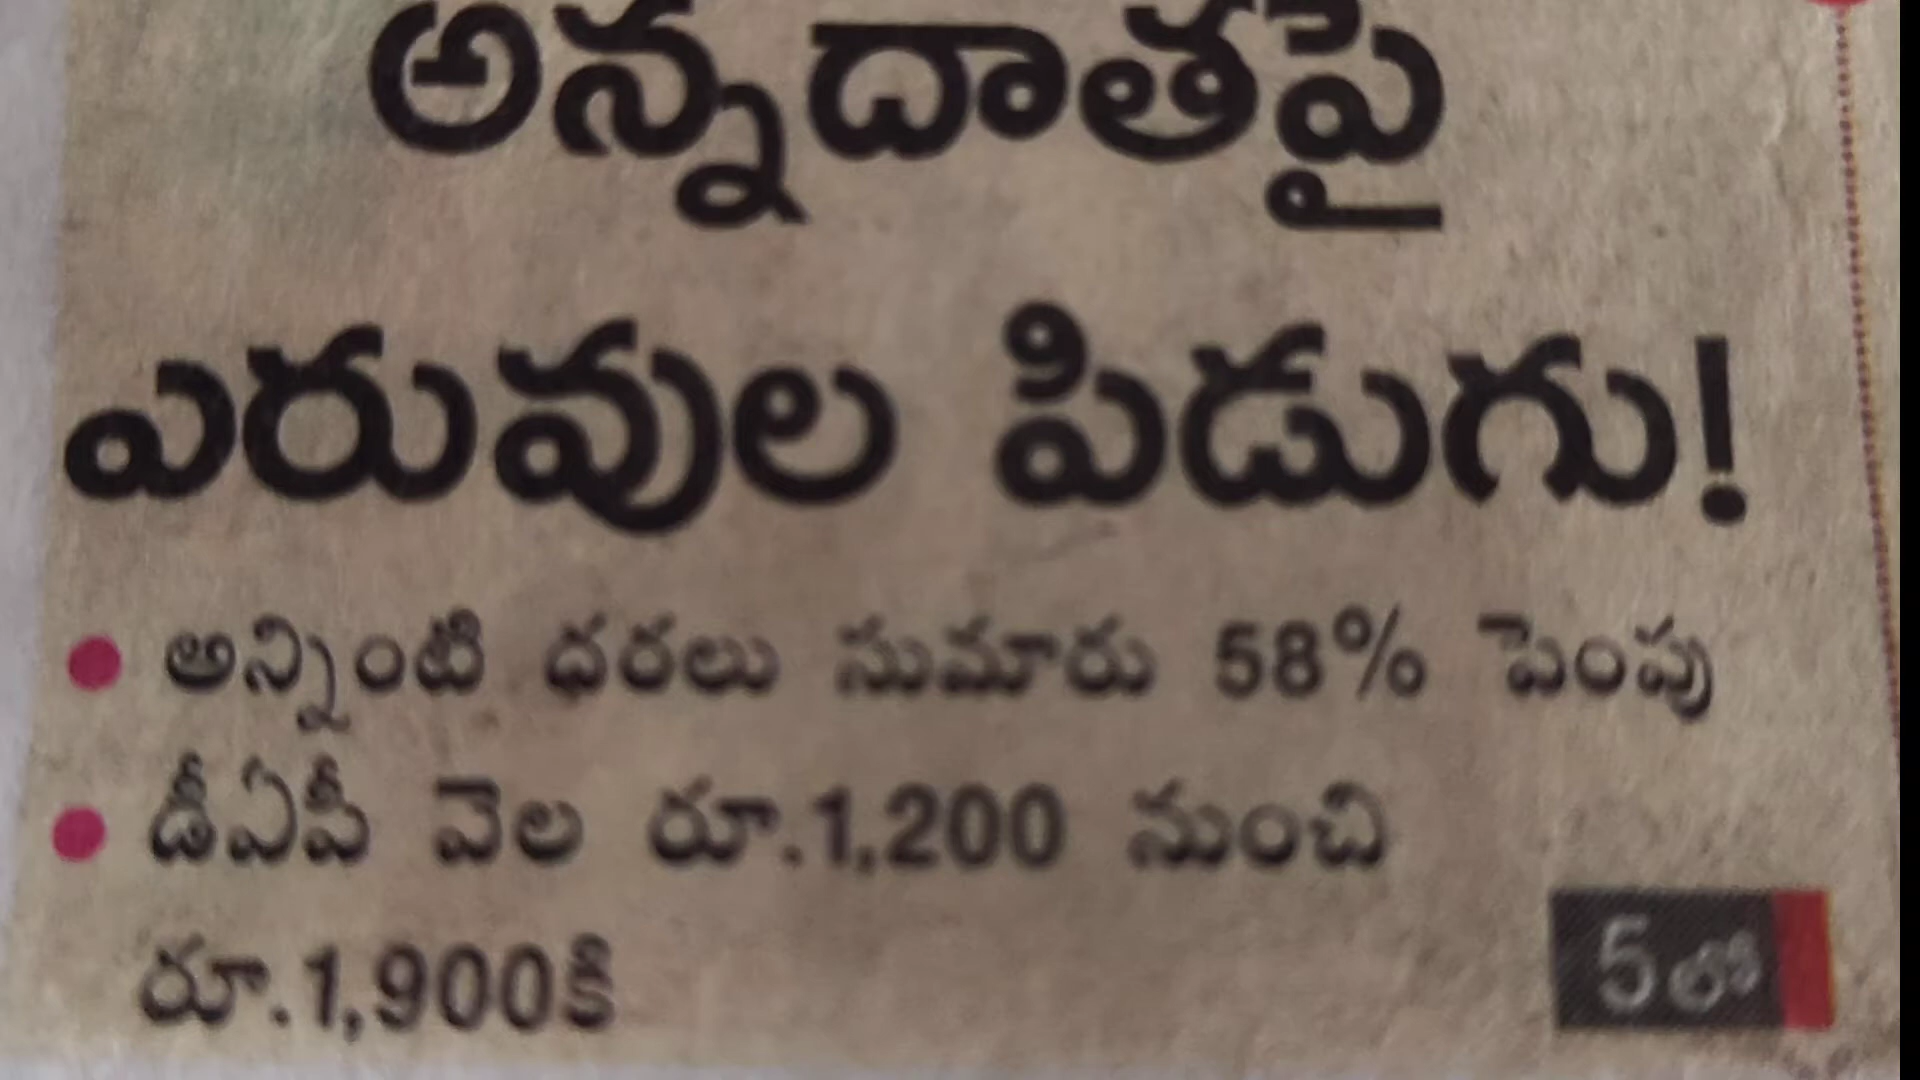 అన్నదాతపై
ఎరువుల పిడుగు!
అన్నింటి ధరలు సుమారు 58% పెంపు
డీఏపీ వెల రూ.1,200 నుంచి
రూ.1,900కి
5లో